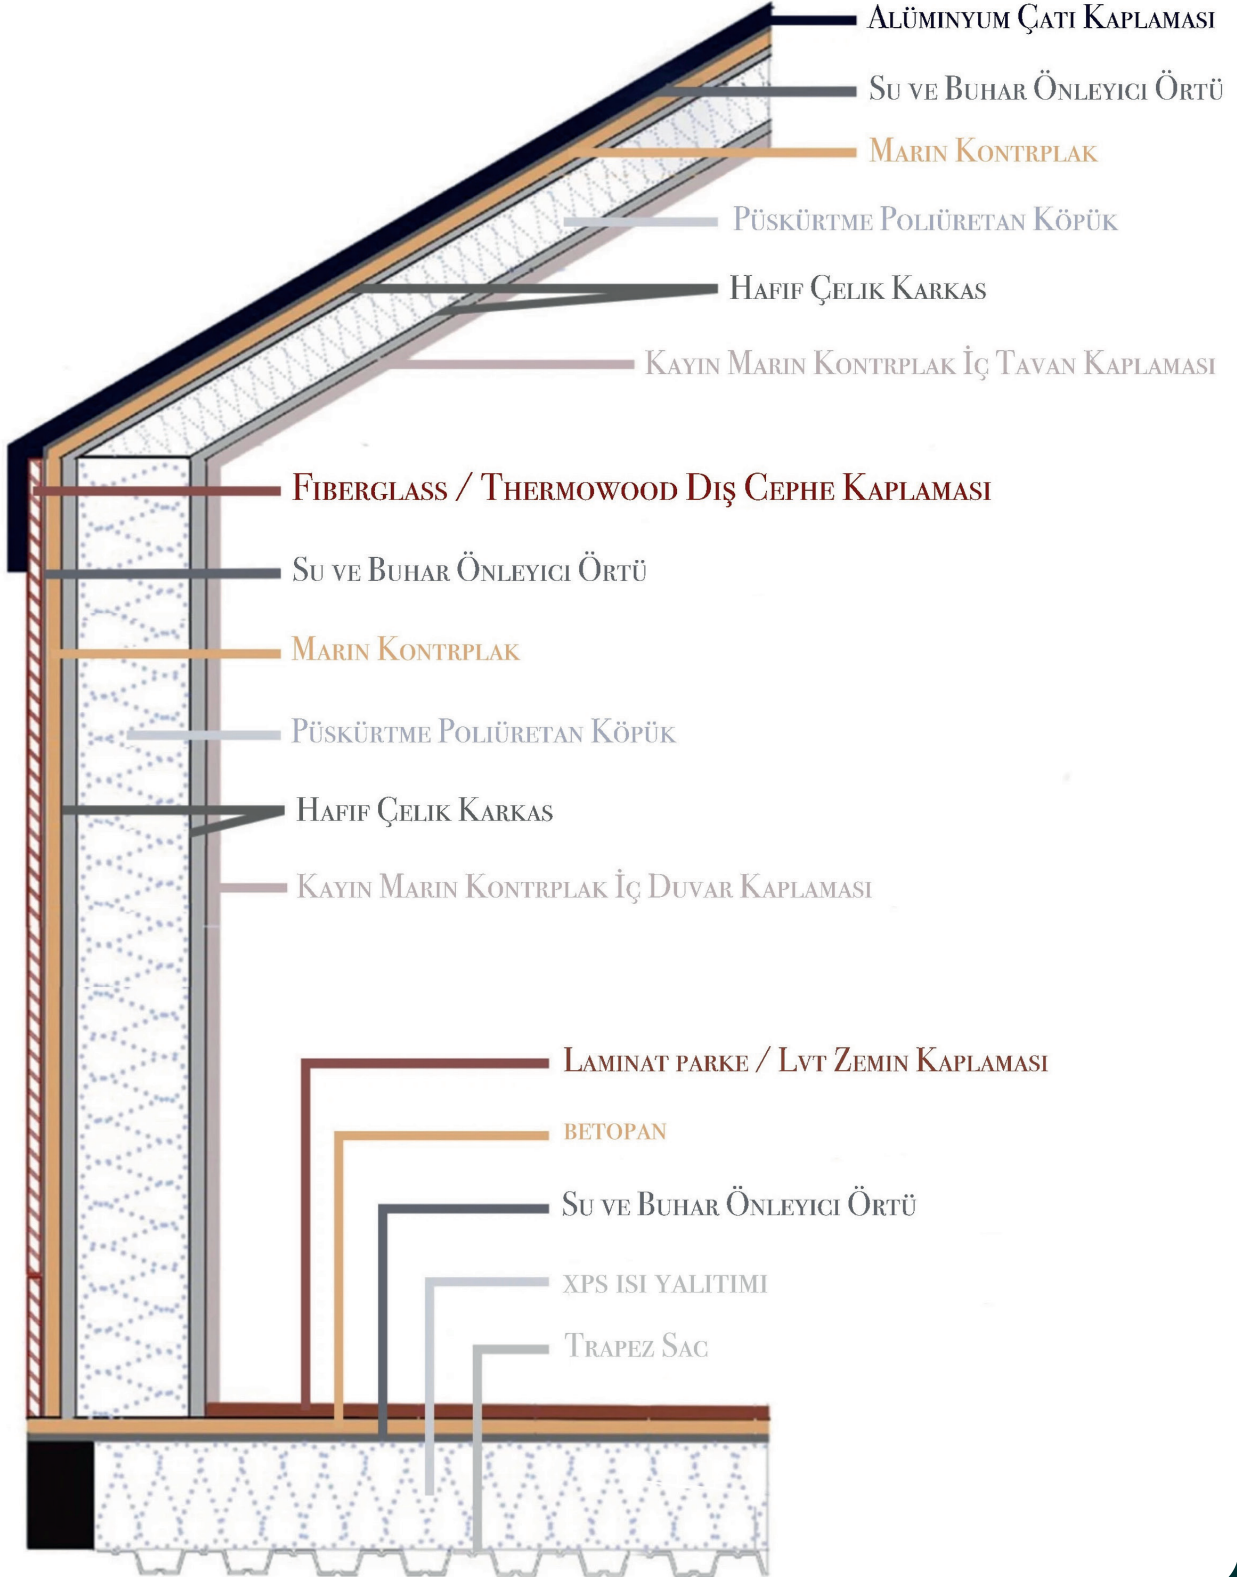 Alüminyum Çatı Kaplaması
Su ve Buhar Önleyici Örtü
Marin Kontrplak
Püskürtme Poliüretan Köpük
Hafif Çelik Karkas
Kayın Marin Kontrplak İç Tavan Kaplaması
Fiberglass / Thermowood Dış Cephe Kaplaması
Su ve Buhar Önleyici Örtü
Marin Kontrplak
Püskürtme Poliüretan Köpük
Hafif Çelik Karkas
Kayın Marin Kontrplak İç Duvar Kaplaması
Laminat parke / Lvt Zemin Kaplaması
betopan
Su ve Buhar Önleyici Örtü
xps ısı yalıtımı
Trapez Sac